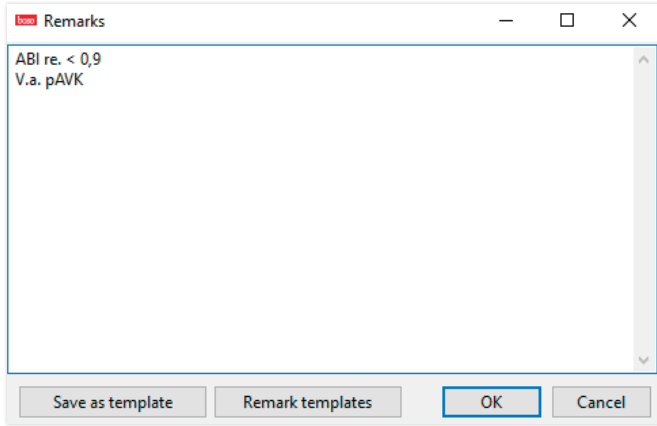 boso Remarks
ABI re. < 0,9
V.a. pAVK
Save as template Remark templates OK Cancel